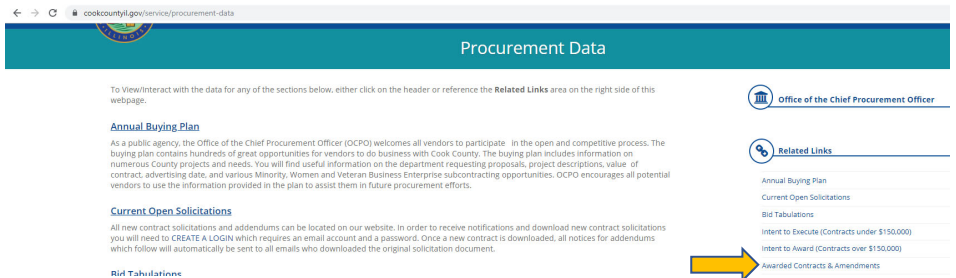 cookcountyil.gov/service/procurement-data
ILLINOIS
Procurement Data
To View/Interact with the data for any of the sections below, either click on the header or reference the Related Links area on the right side of this
webpage.
Annual Buying Plan
As a public agency, the Office of the Chief Procurement Officer (OCPO) welcomes all vendors to participate in the open and competitive process. The
buying plan contains hundreds of great opportunities for vendors to do business with Cook County. The buying plan includes information on
numerous County projects and needs. You will find useful information on the department requesting proposals, project descriptions, value of
contract, advertising date, and various Minority, Women and Veteran Business Enterprise subcontracting opportunities. OCPO encourages all potential
vendors to use the information provided in the plan to assist them in future procurement efforts.
Current Open Solicitations
All new contract solicitations and addendums can be located on our website. In order to receive notifications and download new contract solicitations
you will need to CREATE A LOGIN which requires an email account and a password. Once a new contract is downloaded, all notices for addendums
which follow will automatically be sent to all emails who downloaded the original solicitation document.
Bid Tabulations
Office of the Chief Procurement Officer
Related Links
Annual Buying Plan
Current Open Solicitations
Bid Tabulations
Intent to Execute (Contracts under $150,000)
Intent to Award (Contracts over $150,000)
Awarded Contracts & Amendments